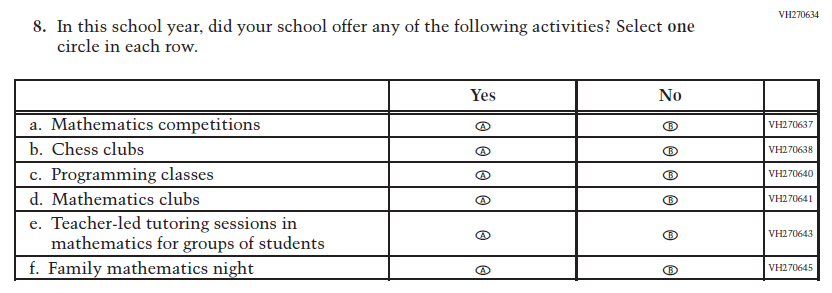 VH270634
8. In this school year, did your school offer any of the following activities? Select one
circle in each row.
Yes No
a. Mathematics competitions A B VH270637
b. Chess clubs A B VH270638
c. Programming classes A B VH270640
d. Mathematics clubs A B VH270641
e. Teacher-led tutoring sessions in
mathematics for groups of students A B VH270643
f. Family mathematics night A B VH270645